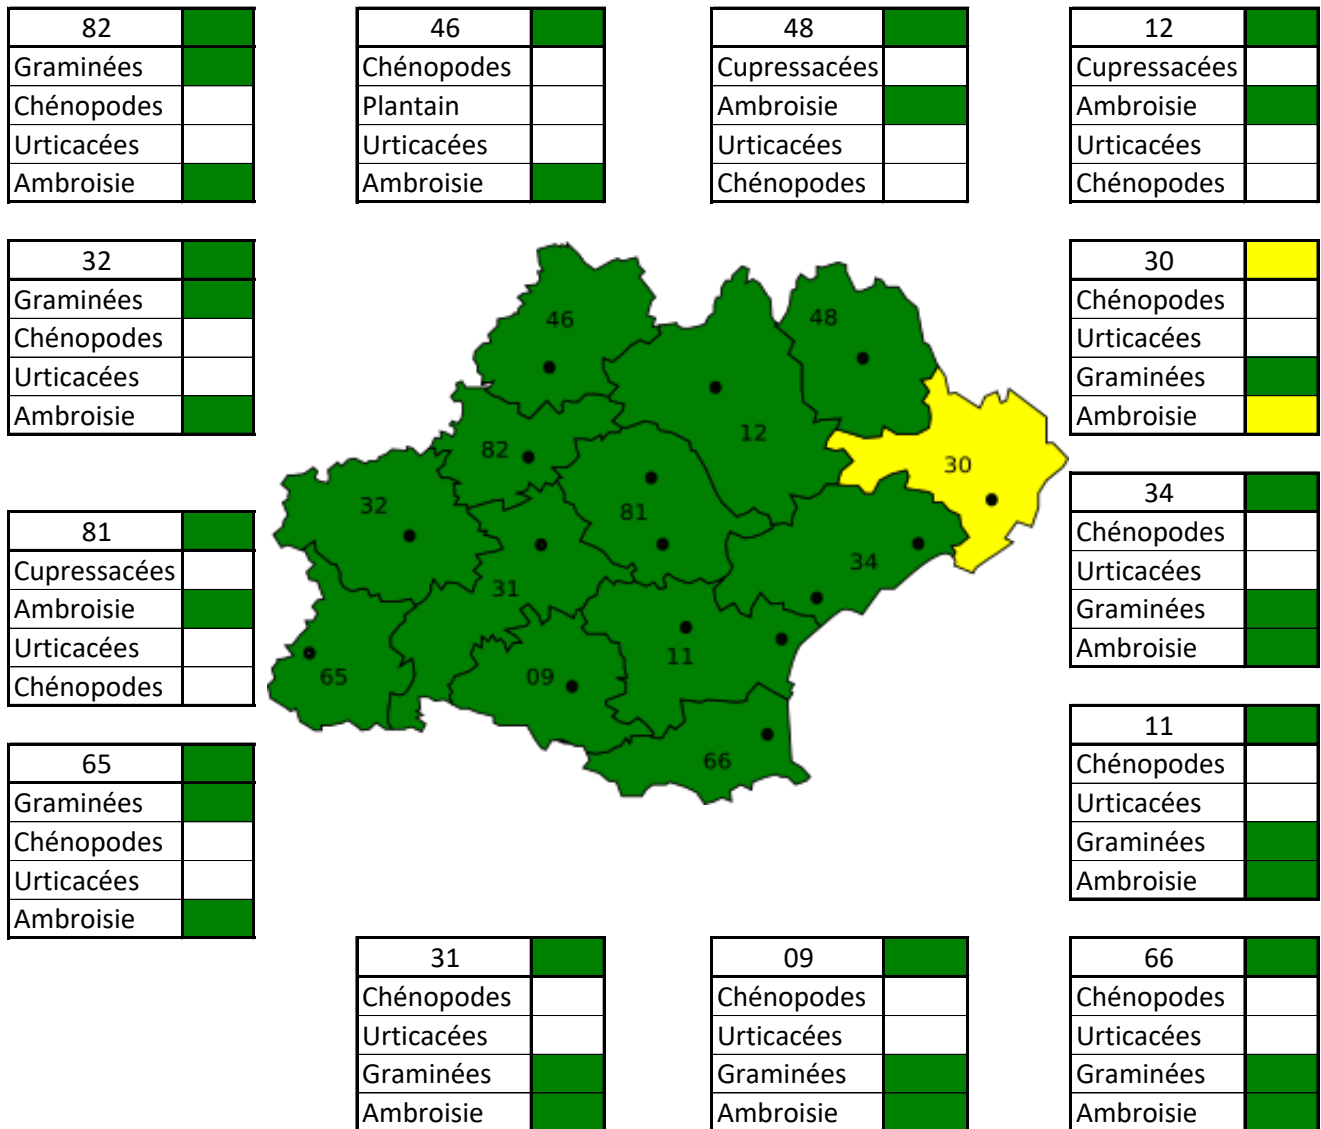 82
Graminées
Chénopodes
Urticacées
Ambroisie
46
Chénopodes
Plantain
Urticacées
Ambroisie
48
Cupressacées
Ambroisie
Urticacées
Chénopodes
12
Cupressacées
Ambroisie
Urticacées
Chénopodes
32
Graminées
Chénopodes
Urticacées
Ambroisie
46
48
12
82
30
32
81
34
31
11
65
09
66
30
Chénopodes
Urticacées
Graminées
Ambroisie
81
Cupressacées
Ambroisie
Urticacées
Chénopodes
34
Chénopodes
Urticacées
Graminées
Ambroisie
65
Graminées
Chénopodes
Urticacées
Ambroisie
11
Chénopodes
Urticacées
Graminées
Ambroisie
31
Chénopodes
Urticacées
Graminées
Ambroisie
09
Chénopodes
Urticacées
Graminées
Ambroisie
66
Chénopodes
Urticacées
Graminées
Ambroisie